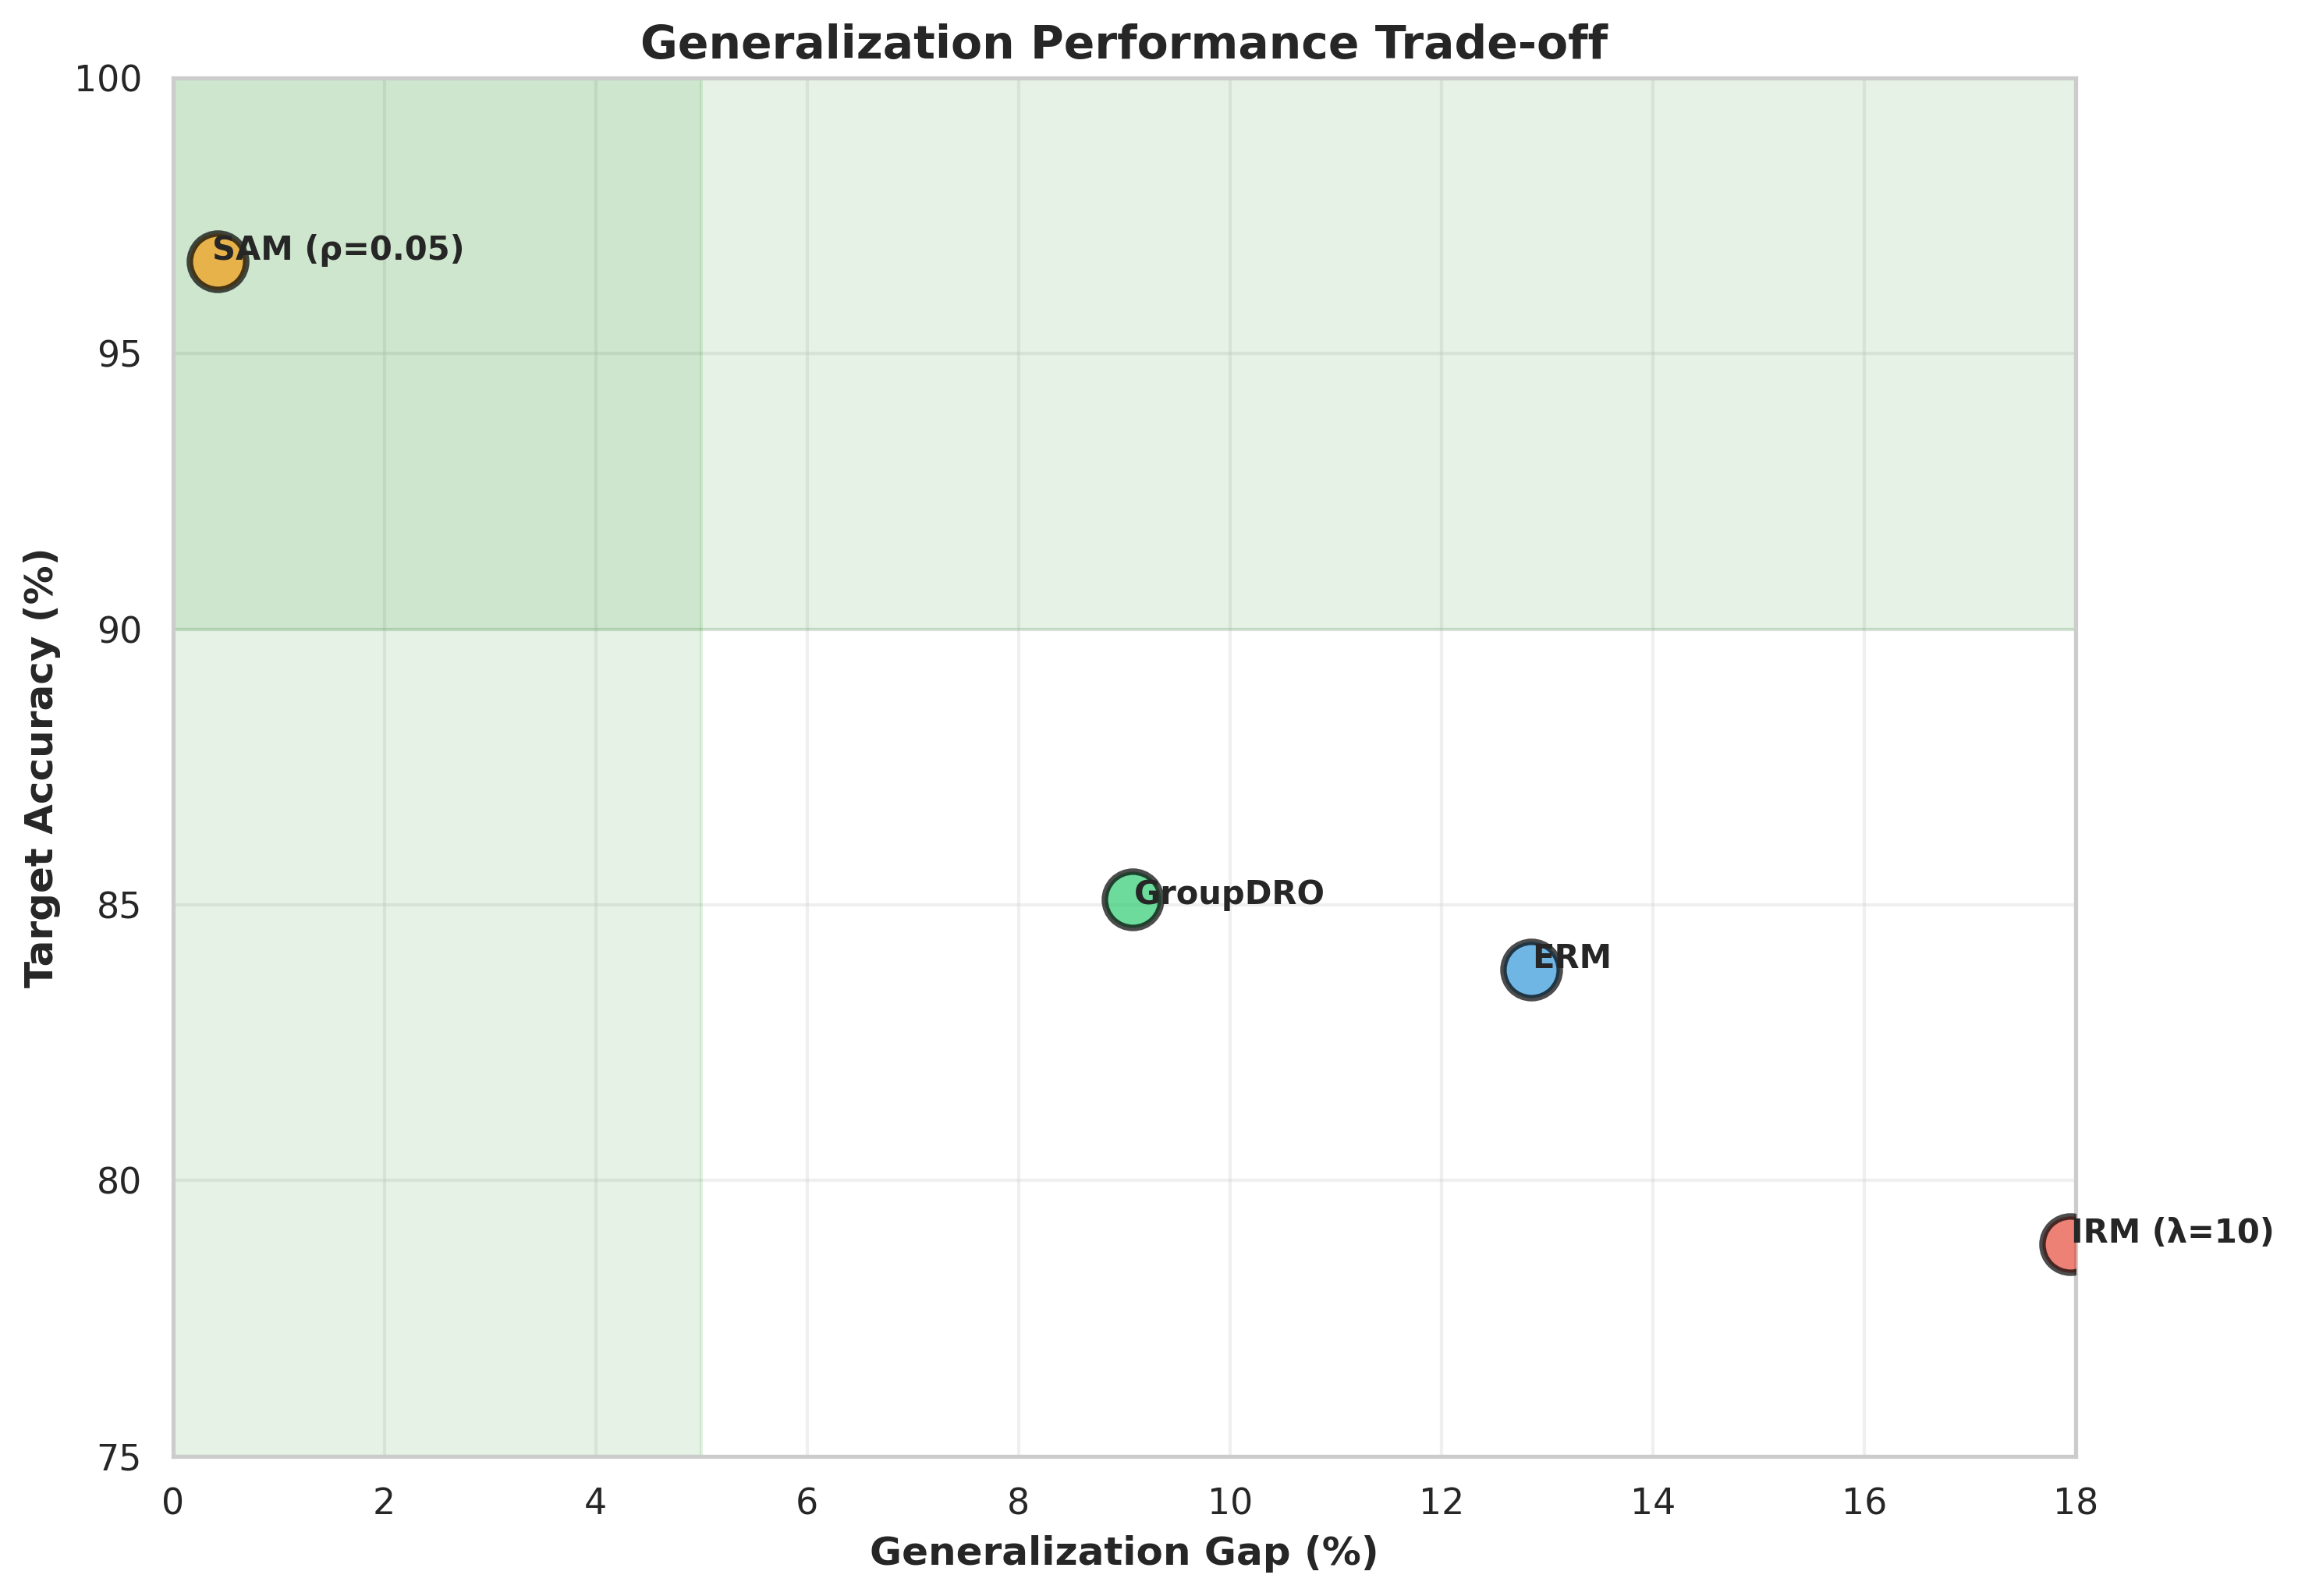 Generalization Performance Trade-off
100
95
90
85
80
75
Target Accuracy (%)
SAM (ρ=0.05)
GroupDRO
ERM
IRM (λ=10)
0 2 4 6 8 10 12 14 16 18
Generalization Gap (%)